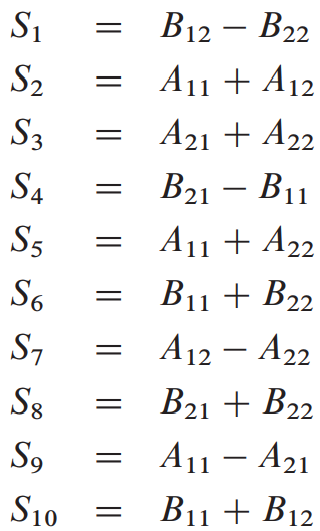 S₁ = B₁₂ − B₂₂
S₂ = A₁₁ + A₁₂
S₃ = A₂₁ + A₂₂
S₄ = B₂₁ − B₁₁
S₅ = A₁₁ + A₂₂
S₆ = B₁₁ + B₂₂
S₇ = A₁₂ − A₂₂
S₈ = B₂₁ + B₂₂
S₉ = A₁₁ − A₂₁
S₁₀ = B₁₁ + B₁₂